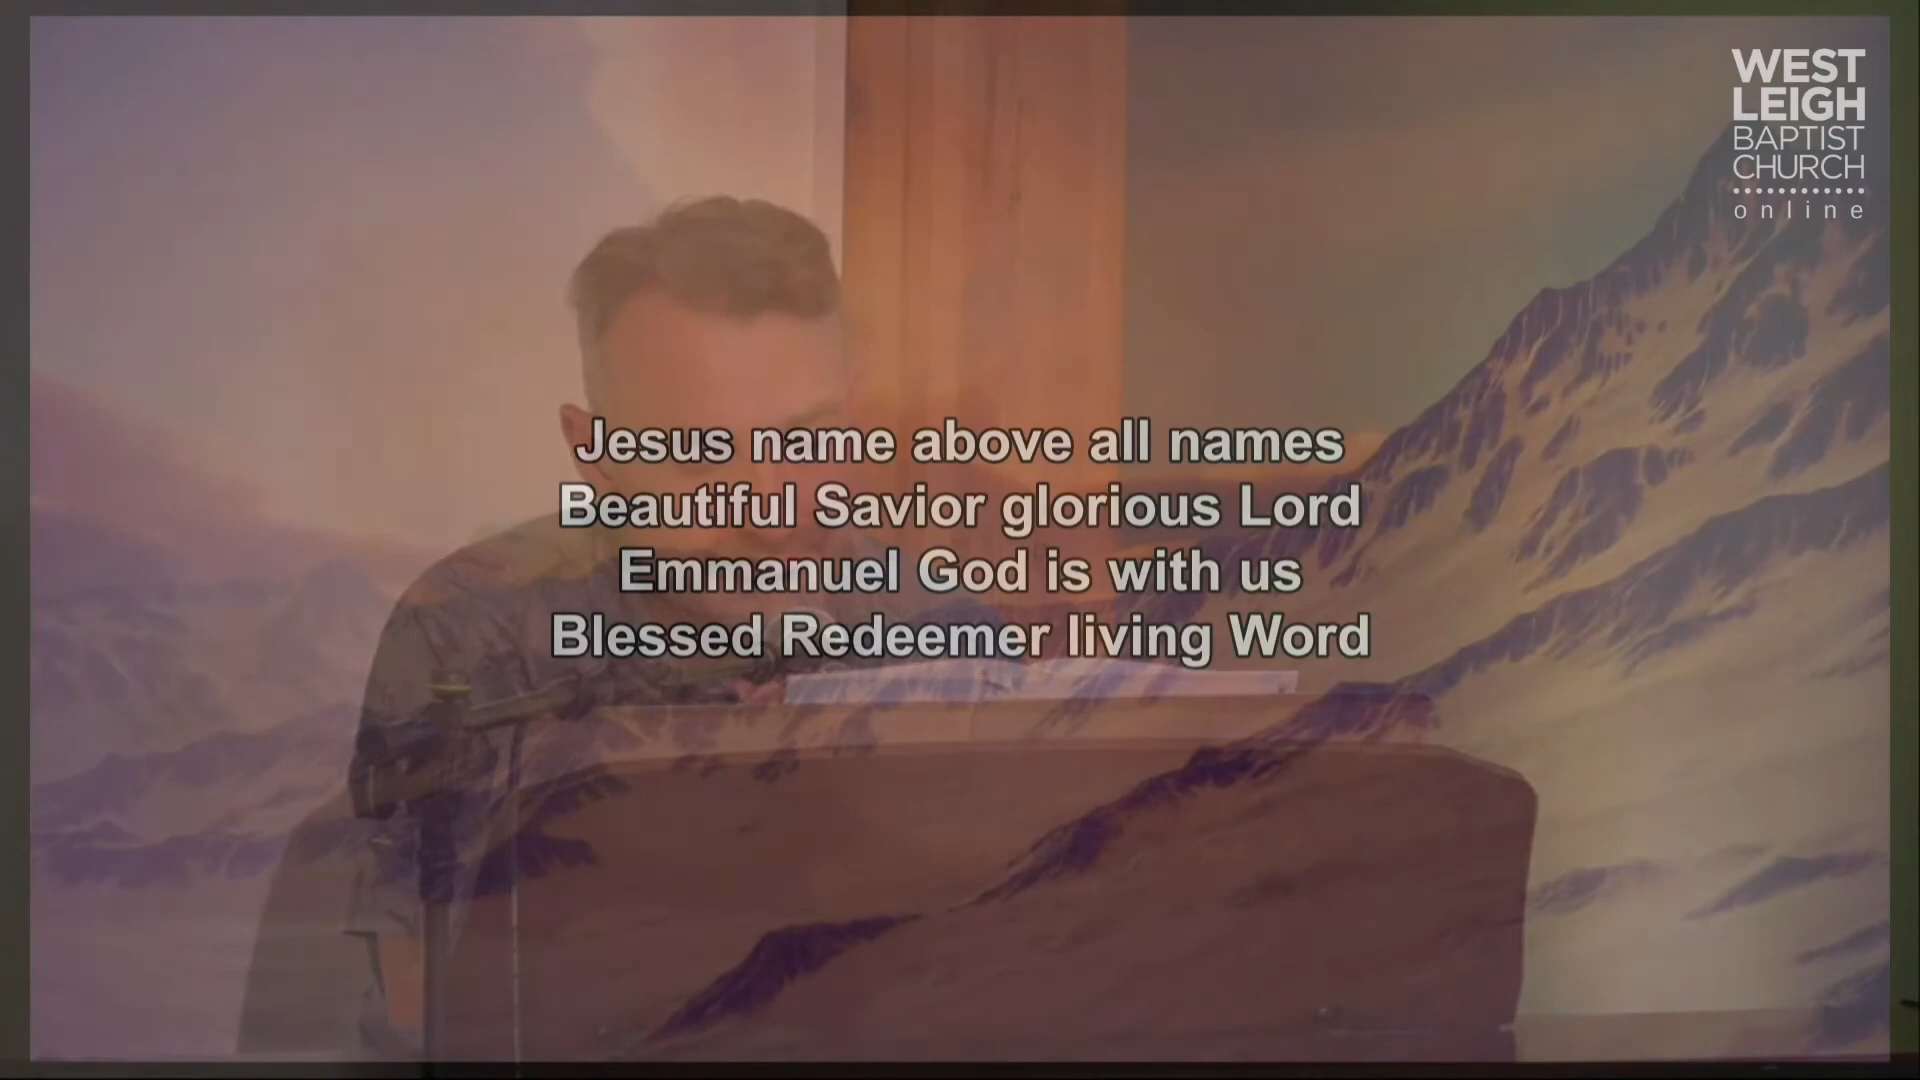 WEST
LEIGH
BAPTIST
CHURCH
online
Jesus name above all names
Beautiful Savior glorious Lord
Emmanuel God is with us
Blessed Redeemer living Word